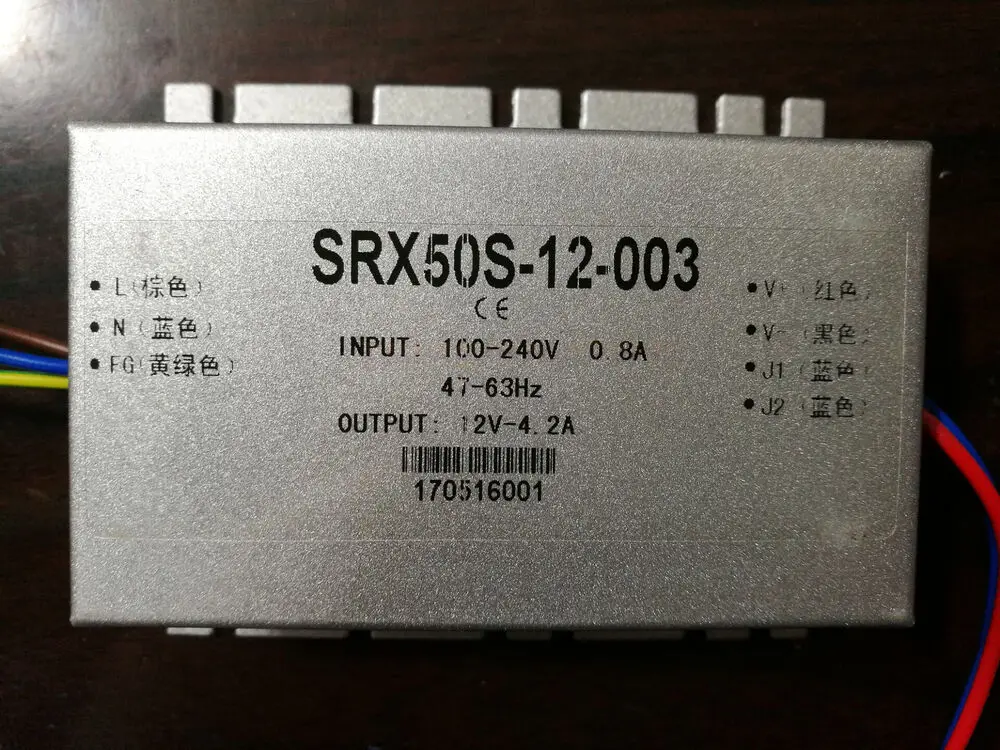 SRX50S-12-003
CE
INPUT: 100-240V 0.8A
47-63Hz
OUTPUT: 12V-4.2A
170516001
• L(棕色)
• N(蓝色)
• FG(黄绿色)
• V+(红色)
• V-(黑色)
• J1(蓝色)
• J2(蓝色)